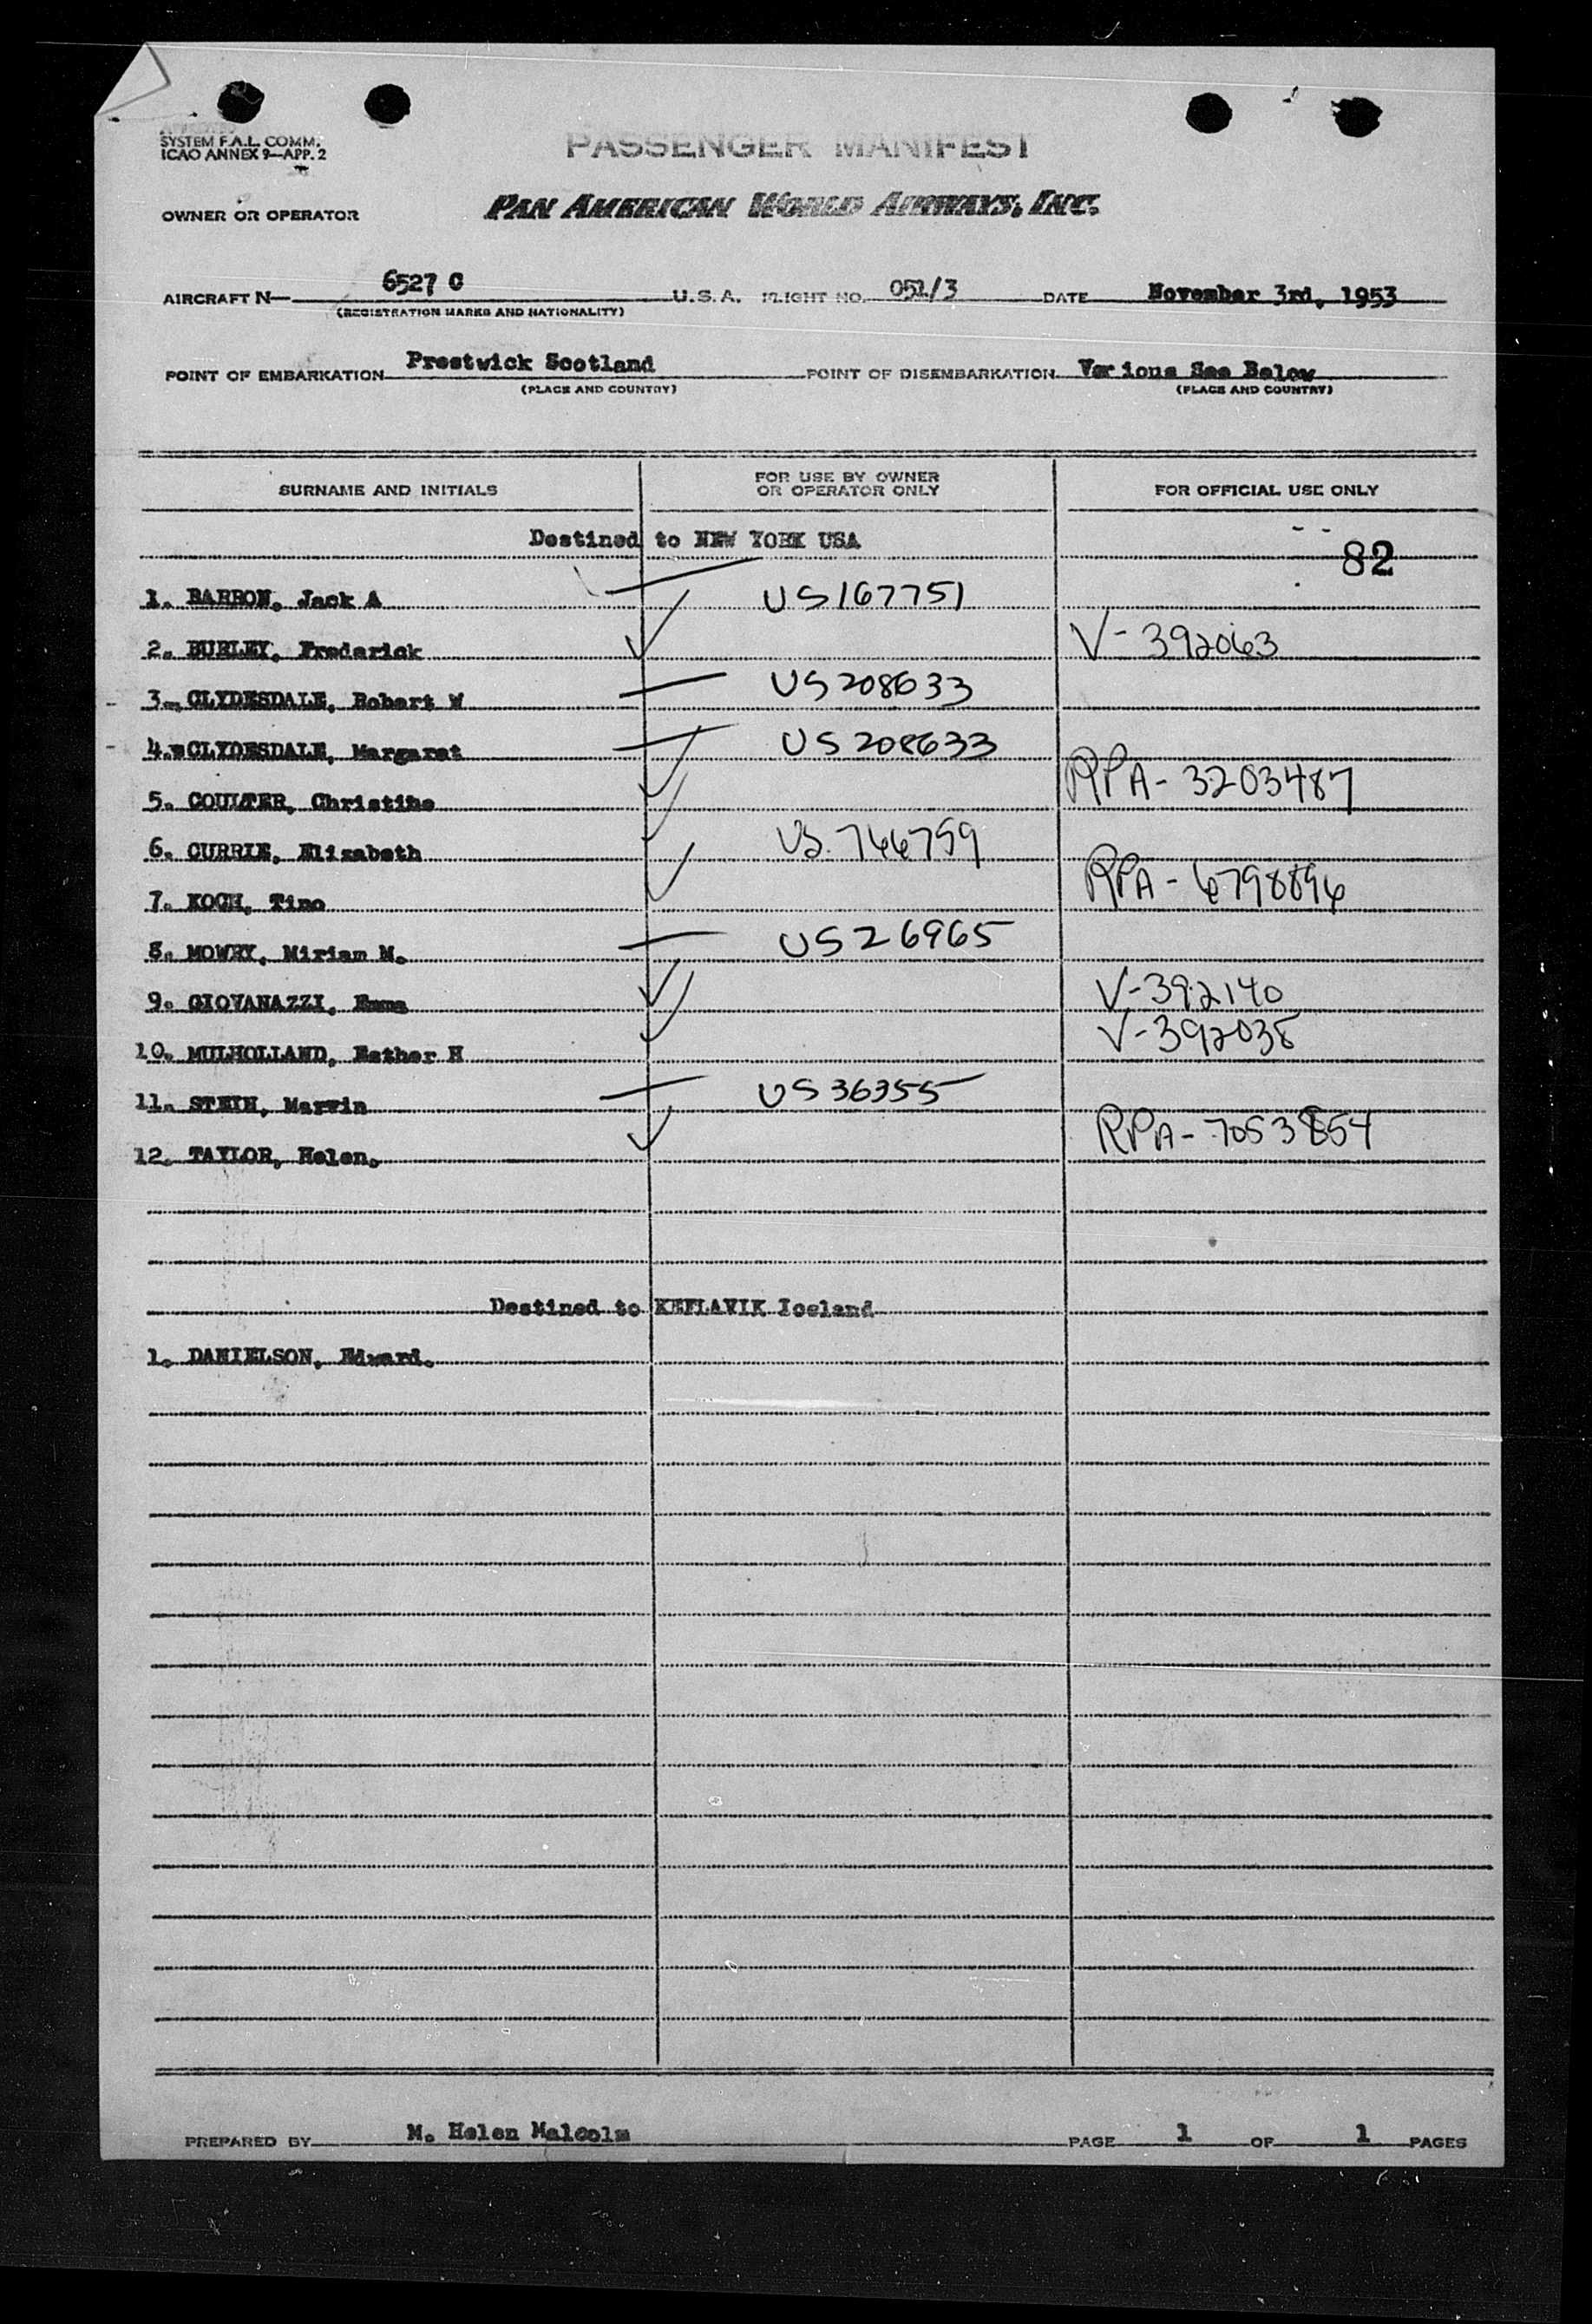 SYSTEM F.A.L. COMM.
ICAO ANNEX 9—APP. 2
PASSENGER MANIFEST
OWNER OR OPERATOR PAN AMERICAN WORLD AIRWAYS, INC.
AIRCRAFT N— 6527 C U.S.A. FLIGHT NO. 051/3 DATE November 3rd, 1953
(REGISTRATION MARKS AND NATIONALITY)
POINT OF EMBARKATION Prestwick Scotland POINT OF DISEMBARKATION Various See Below
(PLACE AND COUNTRY) (PLACE AND COUNTRY)
SURNAME AND INITIALS FOR USE BY OWNER OR OPERATOR ONLY FOR OFFICIAL USE ONLY
Destined to NEW YORK USA 82
1. BARRON, Jack A US167751
2. BURLEY, Frederick V-392063
3. CLYDESDALE, Robert W US208633
4. CLYDESDALE, Margaret US208633
5. COULTER, Christine RPA-3203487
6. CURRIE, Elizabeth US.744759
7. KOCH, Tino RPA-6798896
8. MOWRY, Miriam M. US26965
9. GIOVANAZZI, Emma V-392140
10. MULHOLLAND, Esther H V-392038
11. STEIN, Marvin US36355
12. TAYLOR, Helen. RPA-7053854
Destined to KEFLAVIK Iceland
1. DANIELSON, Edward.
PREPARED BY M. Helen Malcolm PAGE 1 OF 1 PAGES